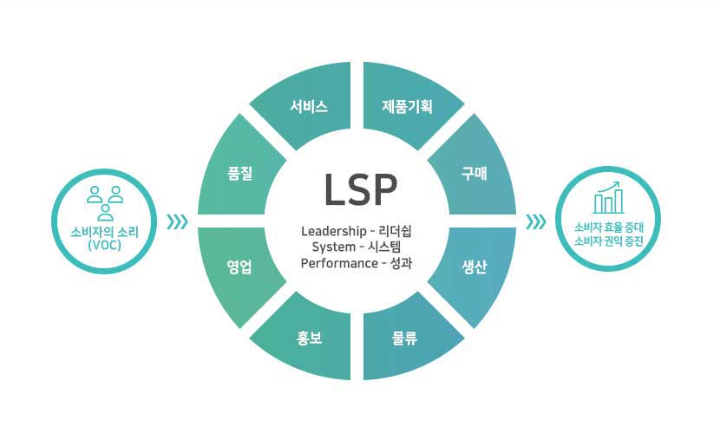 소비자의 소리
(VOC)
서비스
제품기획
품질
구매
영업
생산
홍보
물류
LSP
Leadership - 리더쉽
System - 시스템
Performance - 성과
소비자 효율 증대
소비자 권익 증진